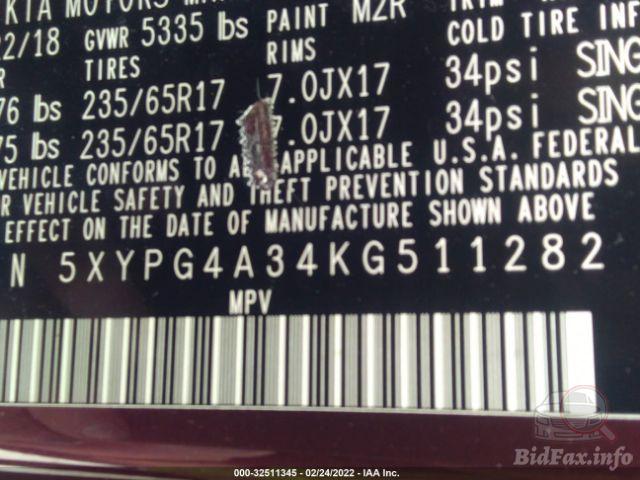 KIA MOTORS
22/18 GVWR 5335 lbs PAINT M2R
TIRES RIMS COLD TIRE INF
76 lbs 235/65R17 7.0JX17 34psi SING
75 lbs 235/65R17 7.0JX17 34psi SING
VEHICLE CONFORMS TO APPLICABLE U.S.A. FEDERAL
R VEHICLE SAFETY AND THEFT PREVENTION STANDARDS
EFFECT ON THE DATE OF MANUFACTURE SHOWN ABOVE
N 5XYPG4A34KG511282
MPV
BidFax.info
000-32511345 - 02/24/2022 - IAA Inc.